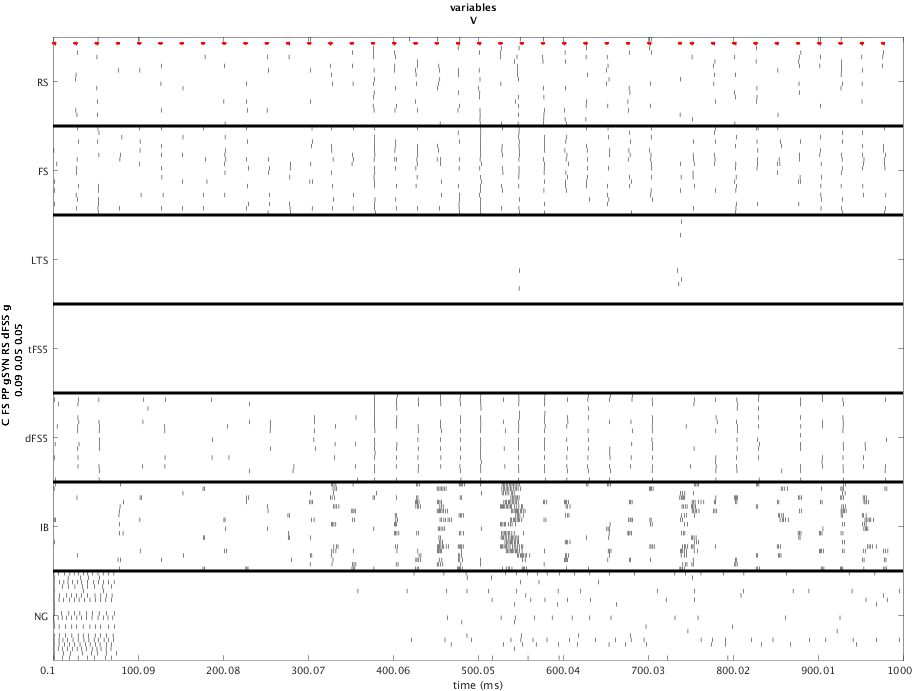 variables
V
RS
FS
LTS
tFS5
dFS5
IB
NG
C FS PP gSYN RS dFS5 g
0.09 0.05 0.05
0.1 100.09 200.08 300.07 400.06 500.05 600.04 700.03 800.02 900.01 1000
time (ms)